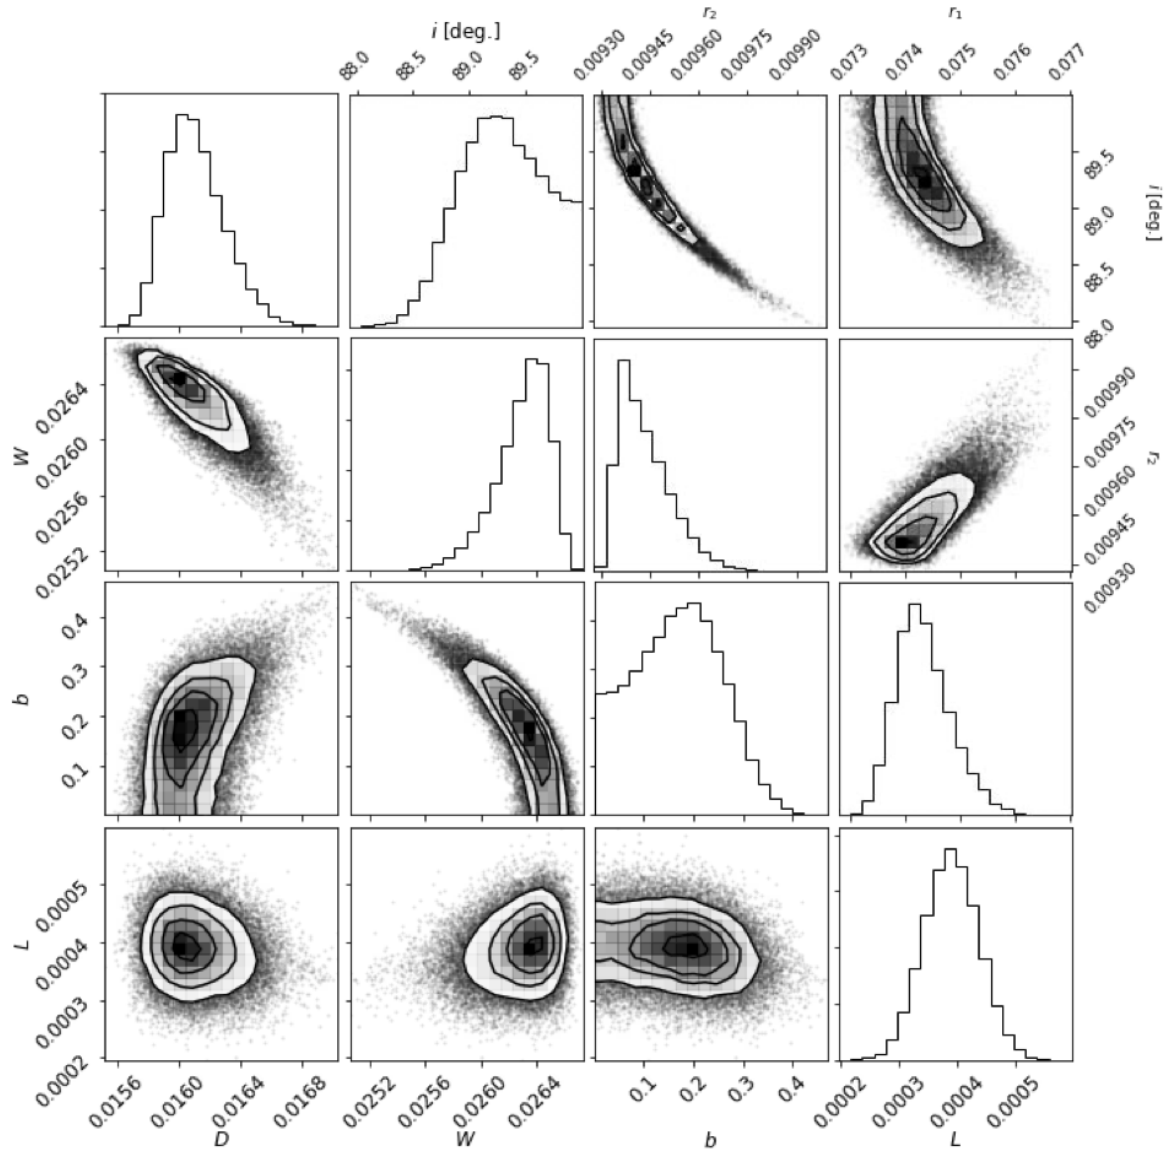 i [deg.]
r₂
r₁
88.0 88.5 89.0 89.5
0.00930 0.00945 0.00960 0.00975 0.00990
0.073 0.074 0.075 0.076 0.077
89.5
89.0
88.5
88.0
i [deg.]
0.0264
0.0260
0.0256
0.0252
W
0.00990
0.00975
0.00960
0.00945
0.00930
r₂
0.4
0.3
0.2
0.1
b
0.0005
0.0004
0.0003
0.0002
L
0.0156 0.0160 0.0164 0.0168
0.0252 0.0256 0.0260 0.0264
0.1 0.2 0.3 0.4
0.0002 0.0003 0.0004 0.0005
D
W
b
L